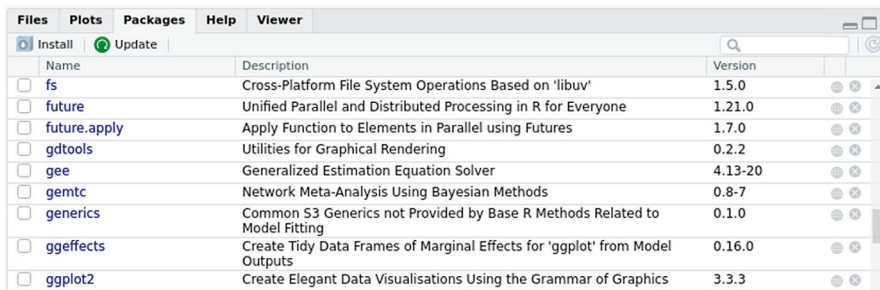 Files Plots Packages Help Viewer
Install Update
Name Description Version
fs Cross-Platform File System Operations Based on 'libuv' 1.5.0
future Unified Parallel and Distributed Processing in R for Everyone 1.21.0
future.apply Apply Function to Elements in Parallel using Futures 1.7.0
gdtools Utilities for Graphical Rendering 0.2.2
gee Generalized Estimation Equation Solver 4.13-20
gemtc Network Meta-Analysis Using Bayesian Methods 0.8-7
generics Common S3 Generics not Provided by Base R Methods Related to 0.1.0
Model Fitting
ggeffects Create Tidy Data Frames of Marginal Effects for 'ggplot' from Model 0.16.0
Outputs
ggplot2 Create Elegant Data Visualisations Using the Grammar of Graphics 3.3.3